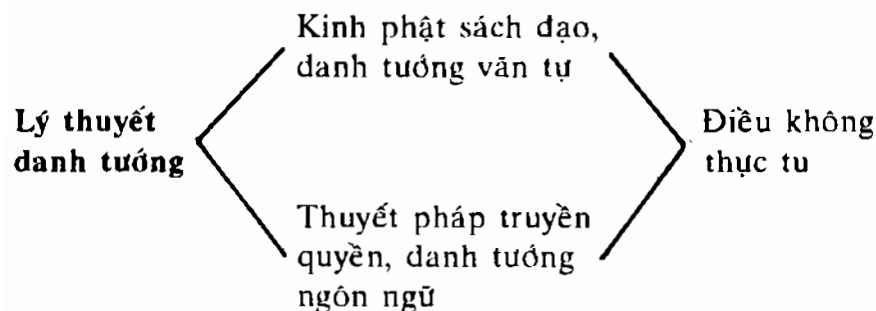 Kinh phật sách đạo,
danh tướng văn tự
Lý thuyết
danh tướng
Điều không
thực tu
Thuyết pháp truyền
quyền, danh tướng
ngôn ngữ